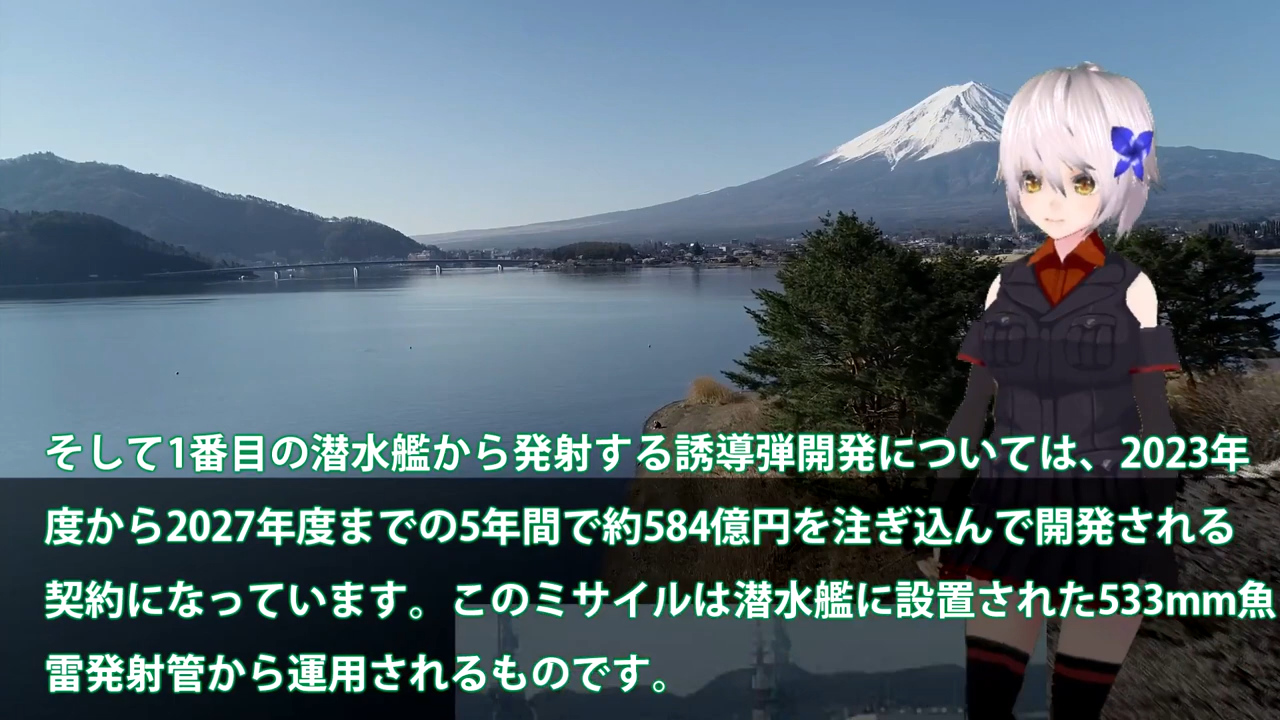 そして1番目の潜水艦から発射する誘導弾開発については、2023年
度から2027年度までの5年間で約584億円を注ぎ込んで開発される
契約になっています。このミサイルは潜水艦に設置された533mm魚
雷発射管から運用されるものです。